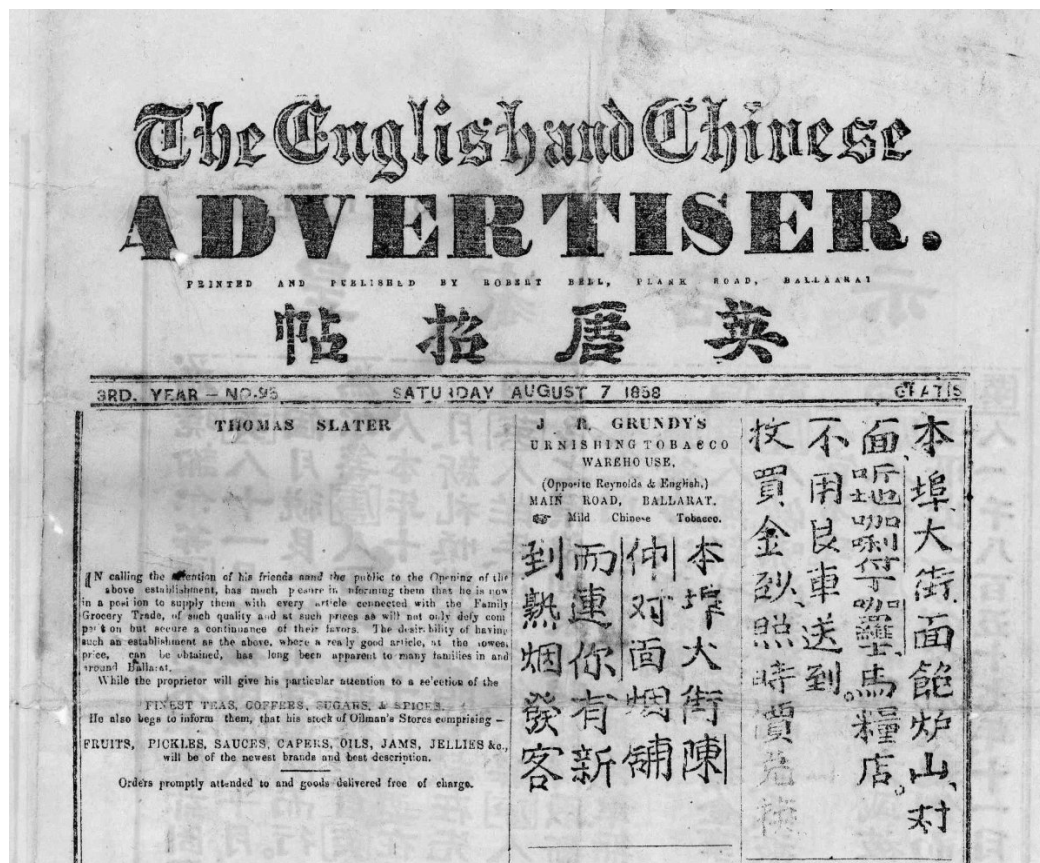 The English and Chinese
ADVERTISER.
PRINTED AND PUBLISHED BY ROBERT BELL, PLANK ROAD, BALLAARAT
帖招唐英
3RD. YEAR - NO. 95 SATURDAY AUGUST 7 1858 GRATIS
THOMAS SLATER
IN calling the attention of his friends and the public to the Opening of the
above establishment, has much pleasure in informing them that he is now
in a position to supply them with every article connected with the Family
Grocery Trade, of such quality and at such prices as will not only defy com
petition but secure a continuance of their favors. The desirability of having
such an establishment as the above, where a really good article, at the lowest
price, can be obtained, has long been apparent to many families in and
around Ballarat.
While the proprietor will give his particular attention to a selection of the
FINEST TEAS, COFFERS, SUGARS, & SPICES.
He also begs to inform them, that his stock of Oilman's Stores comprising —
FRUITS, PICKLES, SAUCES, CAPERS, OILS, JAMS, JELLIES &c.,
will be of the newest brands and best description.
Orders promptly attended to and goods delivered free of charge.
J. R. GRUNDY'S
URNISHING TOBACCO
WAREHOUSE,
(Opposite Reynolds & English,)
MAIN ROAD, BALLARAT.
☞ Mild Chinese Tobacco.
本埠大街陳
仲对面烟舖
而連你有新
到熟烟發客
本埠大街面飽炉山、对
面 馬糧店。
不用良車送到。
买金 照時價